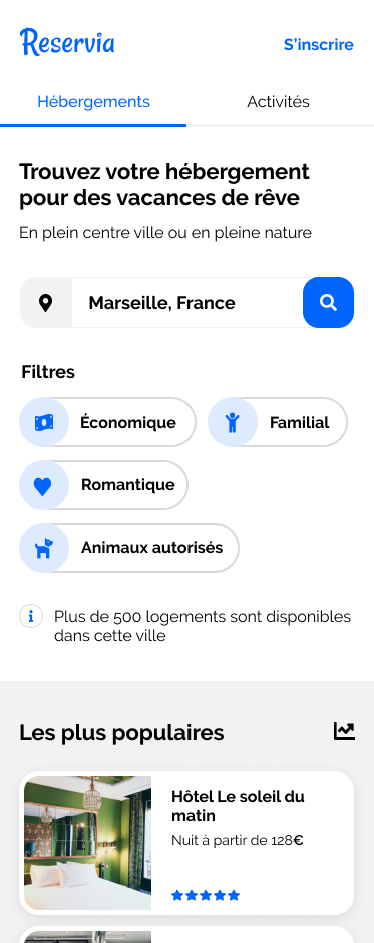 Reservia
S'inscrire
Hébergements
Activités
Trouvez votre hébergement
pour des vacances de rêve
En plein centre ville ou en pleine nature
Marseille, France
Filtres
Économique
Familial
Romantique
Animaux autorisés
Plus de 500 logements sont disponibles
dans cette ville
Les plus populaires
Hôtel Le soleil du
matin
Nuit à partir de 128€